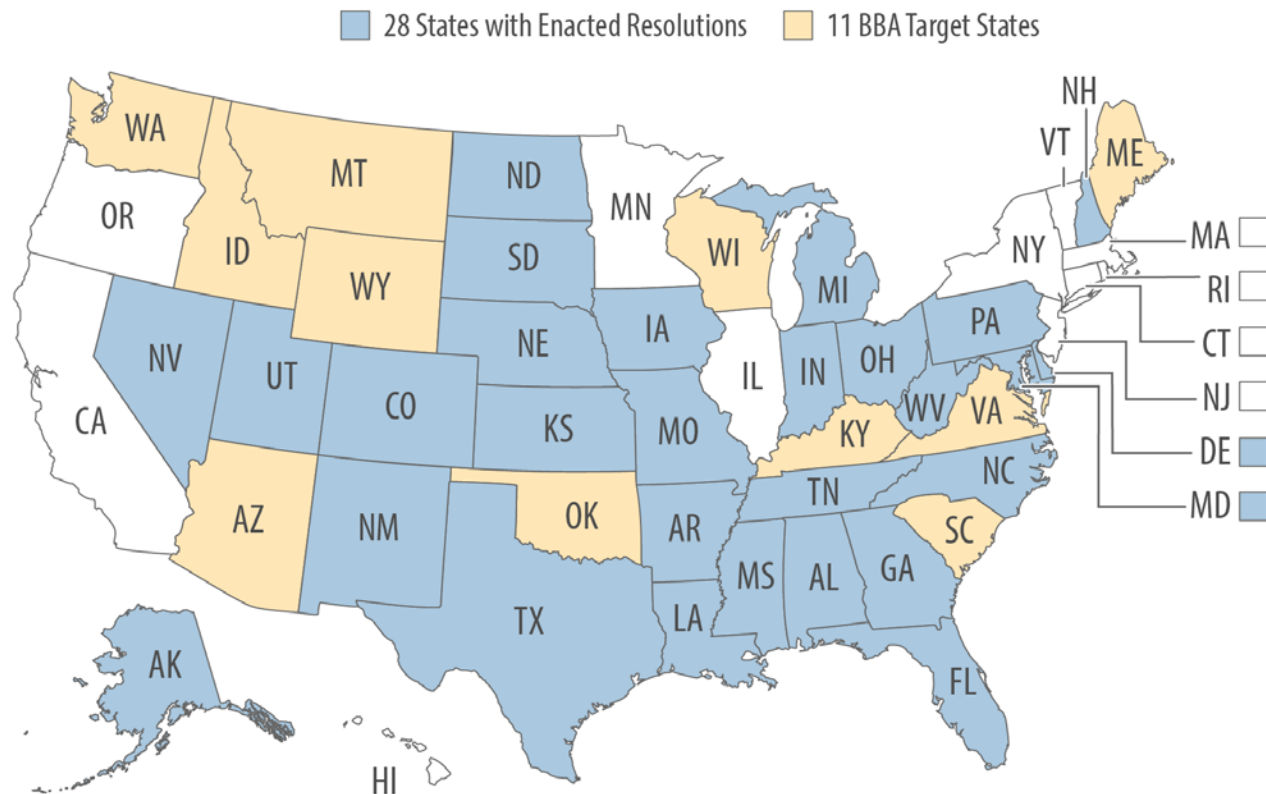 28 States with Enacted Resolutions
11 BBA Target States
NH
WA
VT
ME
MT
ND
OR
MN
MA
ID
WI
NY
SD
WY
MI
RI
IA
PA
NE
CT
NV
UT
IL
IN
OH
CO
NJ
CA
WV
VA
KS
MO
KY
DE
NC
TN
MD
AZ
OK
NM
AR
SC
MS
AL
GA
TX
LA
AK
FL
HI